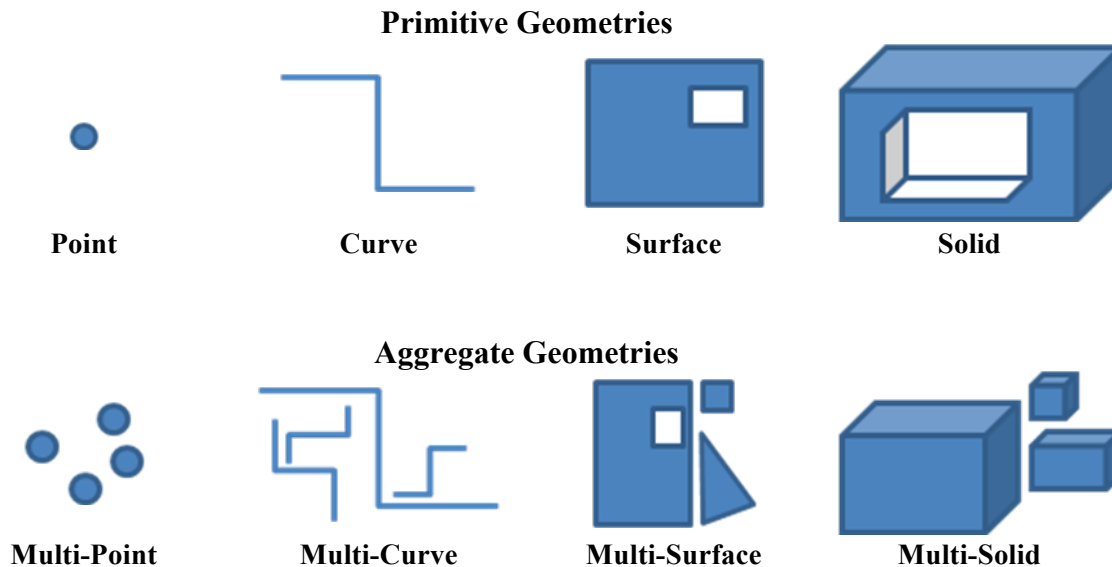 Primitive Geometries
Point Curve Surface Solid
Aggregate Geometries
Multi-Point Multi-Curve Multi-Surface Multi-Solid